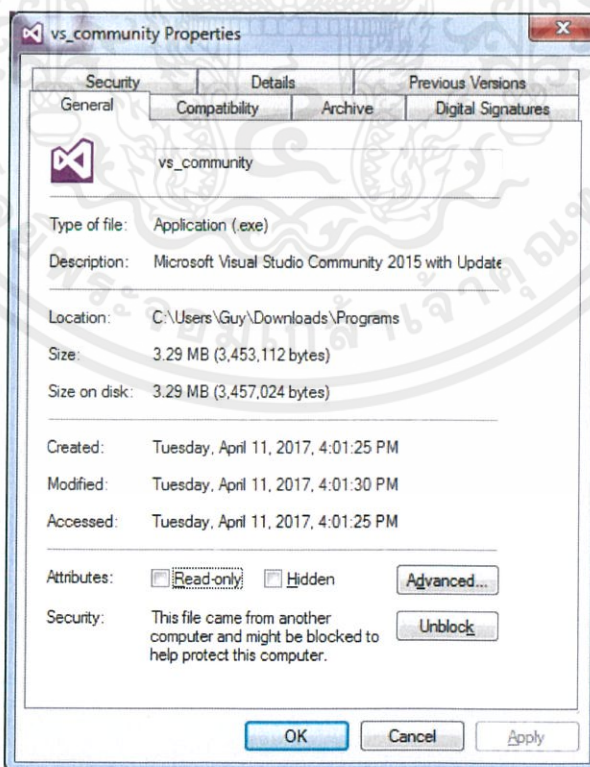 vs_community Properties
Security Details Previous Versions
General Compatibility Archive Digital Signatures
vs_community
Type of file: Application (.exe)
Description: Microsoft Visual Studio Community 2015 with Update
Location: C:\Users\Guy\Downloads\Programs
Size: 3.29 MB (3,453,112 bytes)
Size on disk: 3.29 MB (3,457,024 bytes)
Created: Tuesday, April 11, 2017, 4:01:25 PM
Modified: Tuesday, April 11, 2017, 4:01:30 PM
Accessed: Tuesday, April 11, 2017, 4:01:25 PM
Attributes: Read-only Hidden Advanced...
Security: This file came from another
computer and might be blocked to
help protect this computer.
Unblock
OK Cancel Apply